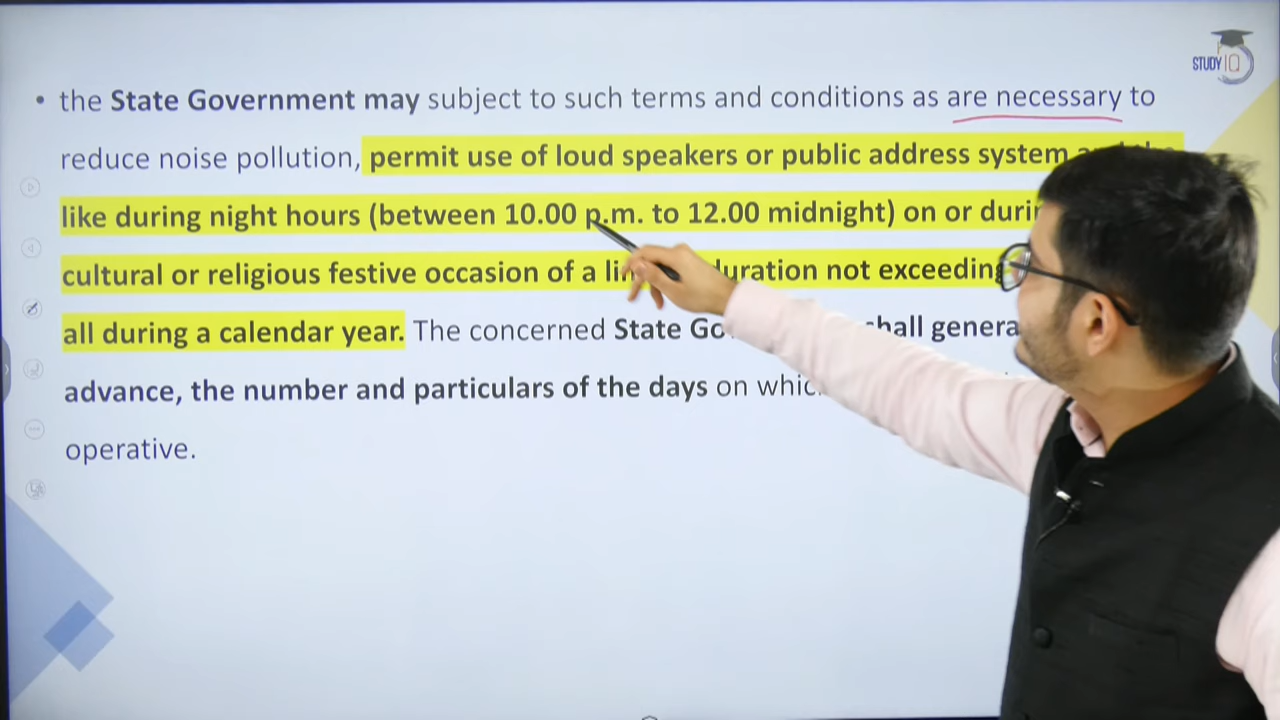 STUDY IQ
• the State Government may subject to such terms and conditions as are necessary to
reduce noise pollution, permit use of loud speakers or public address system
like during night hours (between 10.00 p.m. to 12.00 midnight) on or
cultural or religious festive occasion of a duration not exceeding
all during a calendar year. The concerned State shall
advance, the number and particulars of the days on
operative.